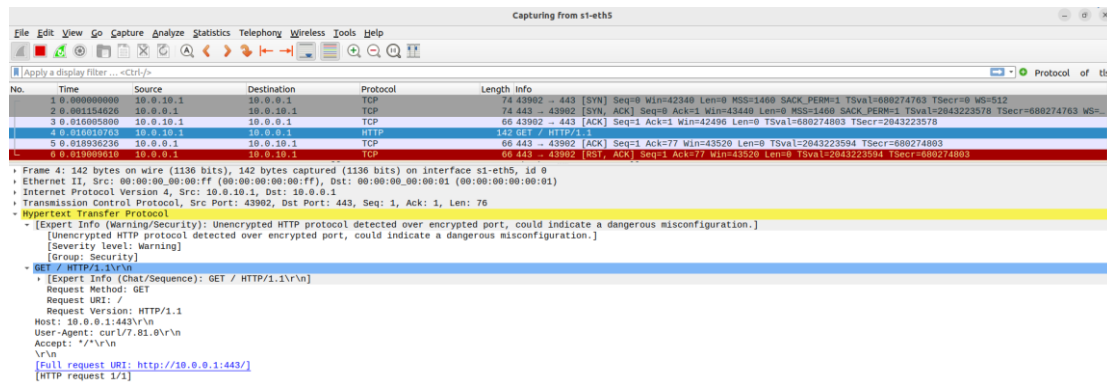 Capturing from s1-eth5
File Edit View Go Capture Analyze Statistics Telephony Wireless Tools Help
Apply a display filter ... <Ctrl-/>
Protocol of tls
No. Time Source Destination Protocol Length Info
1 0.000000000 10.0.10.1 10.0.0.1 TCP 74 43902 → 443 [SYN] Seq=0 Win=42340 Len=0 MSS=1460 SACK_PERM=1 TSval=680274763 TSecr=0 WS=512
2 0.001154626 10.0.0.1 10.0.10.1 TCP 74 443 → 43902 [SYN, ACK] Seq=0 Ack=1 Win=43440 Len=0 MSS=1460 SACK_PERM=1 TSval=2043223578 TSecr=680274763 WS=…
3 0.016005800 10.0.10.1 10.0.0.1 TCP 66 43902 → 443 [ACK] Seq=1 Ack=1 Win=42496 Len=0 TSval=680274803 TSecr=2043223578
4 0.016010763 10.0.10.1 10.0.0.1 HTTP 142 GET / HTTP/1.1
5 0.018936236 10.0.0.1 10.0.10.1 TCP 66 443 → 43902 [ACK] Seq=1 Ack=77 Win=43520 Len=0 TSval=2043223594 TSecr=680274803
6 0.019009610 10.0.0.1 10.0.10.1 TCP 66 443 → 43902 [RST, ACK] Seq=1 Ack=77 Win=43520 Len=0 TSval=2043223594 TSecr=680274803
Frame 4: 142 bytes on wire (1136 bits), 142 bytes captured (1136 bits) on interface s1-eth5, id 0
Ethernet II, Src: 00:00:00_00:00:ff (00:00:00:00:00:ff), Dst: 00:00:00_00:00:01 (00:00:00:00:00:01)
Internet Protocol Version 4, Src: 10.0.10.1, Dst: 10.0.0.1
Transmission Control Protocol, Src Port: 43902, Dst Port: 443, Seq: 1, Ack: 1, Len: 76
Hypertext Transfer Protocol
[Expert Info (Warning/Security): Unencrypted HTTP protocol detected over encrypted port, could indicate a dangerous misconfiguration.]
[Unencrypted HTTP protocol detected over encrypted port, could indicate a dangerous misconfiguration.]
[Severity level: Warning]
[Group: Security]
GET / HTTP/1.1\r\n
[Expert Info (Chat/Sequence): GET / HTTP/1.1\r\n]
Request Method: GET
Request URI: /
Request Version: HTTP/1.1
Host: 10.0.0.1:443\r\n
User-Agent: curl/7.81.0\r\n
Accept: */*\r\n
\r\n
[Full request URI: http://10.0.0.1:443/]
[HTTP request 1/1]